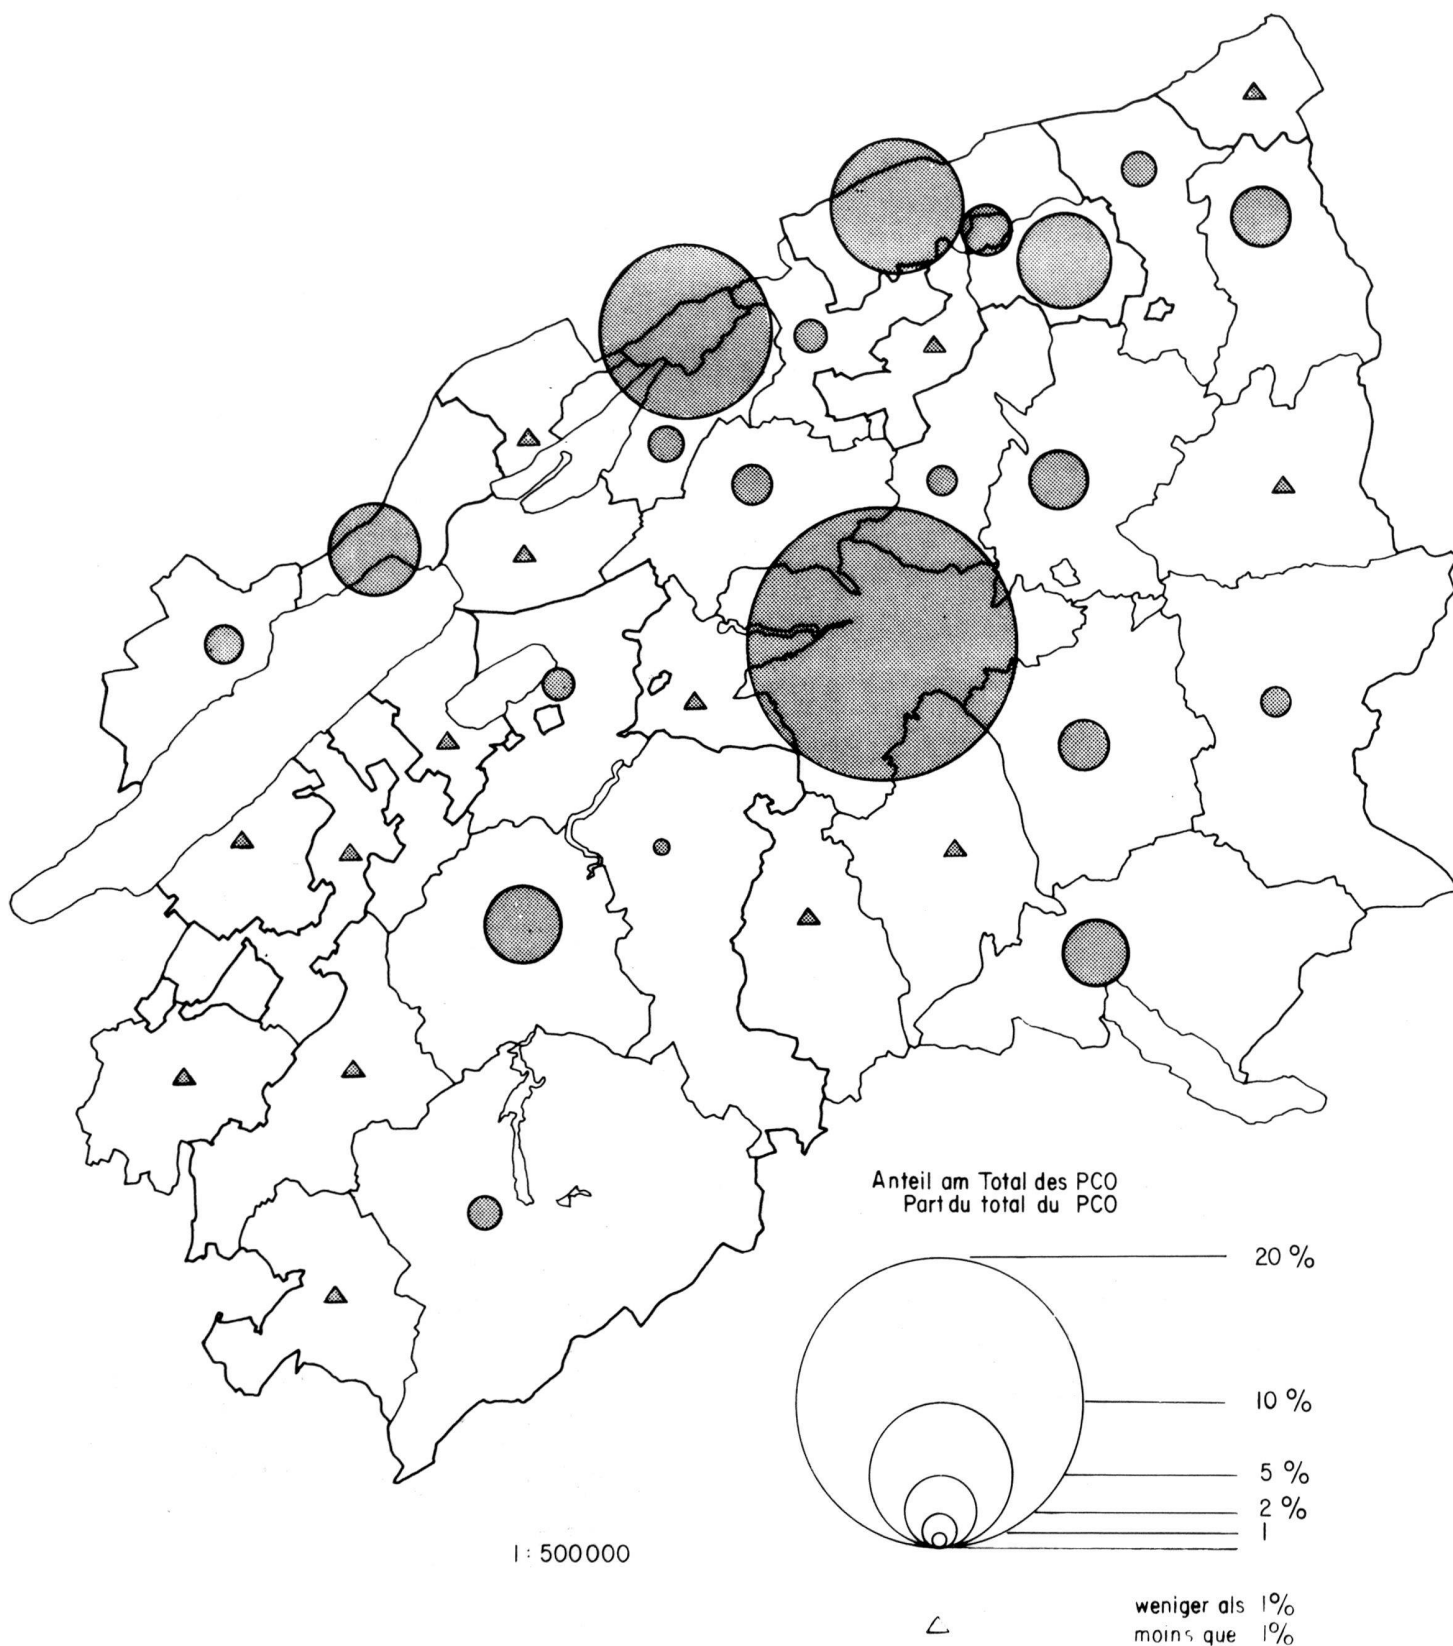 Anteil am Total des PCO
Part du total du PCO
20 %
10 %
5 %
2 %
1
1 : 500000
weniger als 1%
moins que 1%